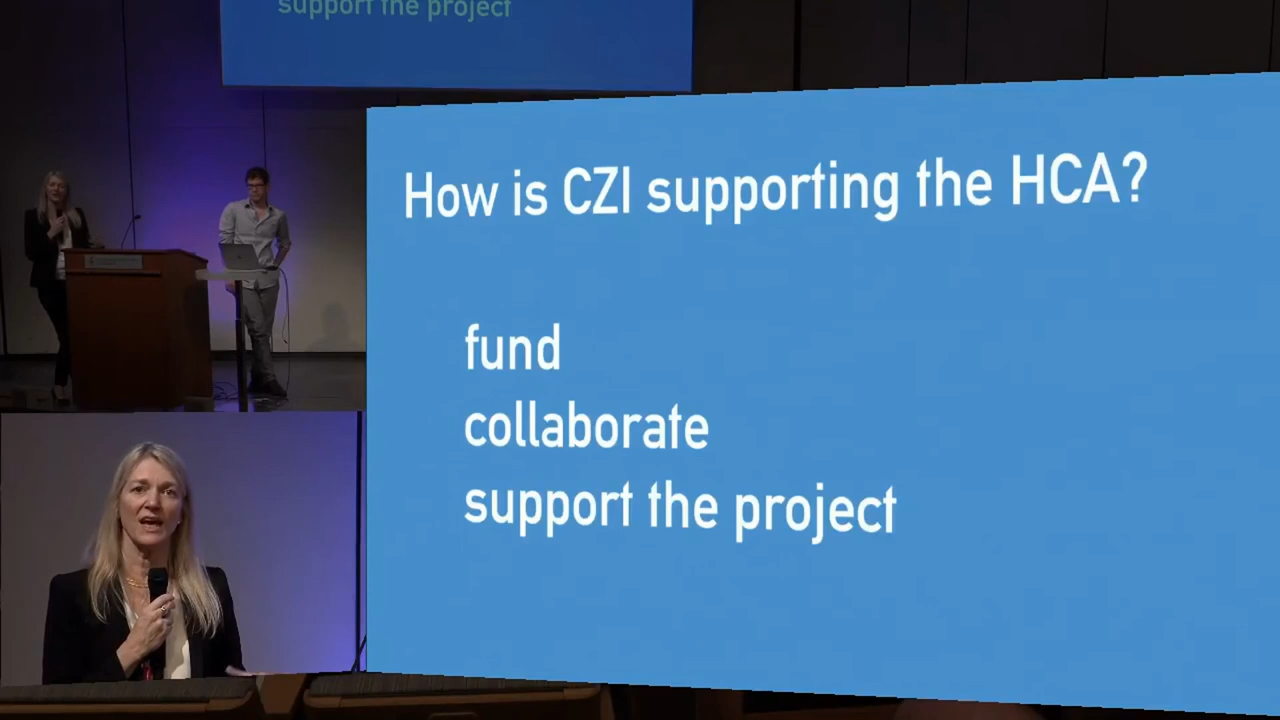 support the project
How is CZI supporting the HCA?
fund
collaborate
support the project